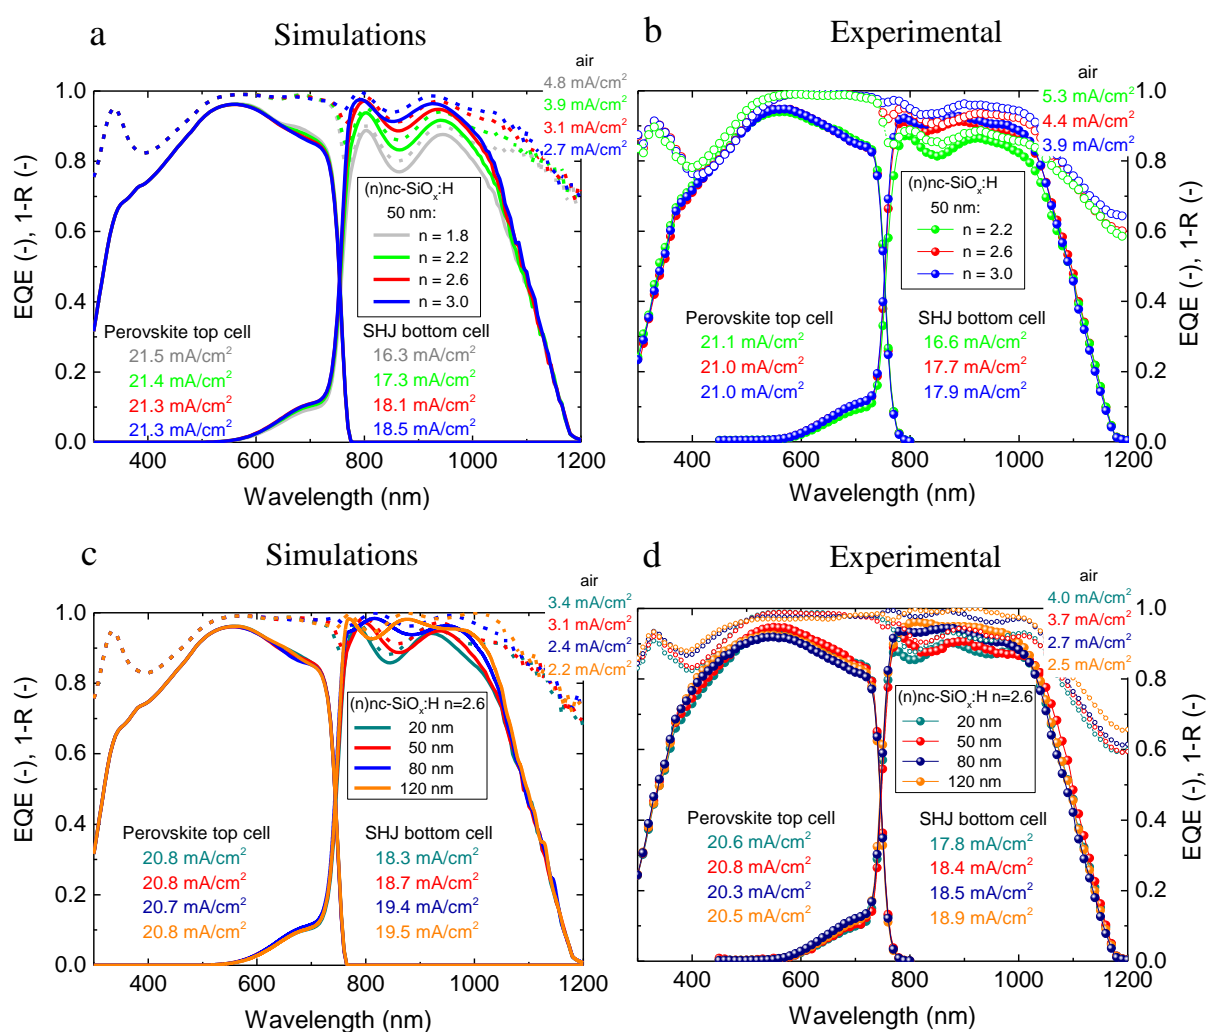 a
Simulations
air
4.8 mA/cm²
3.9 mA/cm²
3.1 mA/cm²
2.7 mA/cm²
EQE (-), 1-R (-)
1.0
0.8
0.6
0.4
0.2
0.0
(n)nc-SiOₓ:H
50 nm:
n = 1.8
n = 2.2
n = 2.6
n = 3.0
Perovskite top cell
21.5 mA/cm²
21.4 mA/cm²
21.3 mA/cm²
21.3 mA/cm²
SHJ bottom cell
16.3 mA/cm²
17.3 mA/cm²
18.1 mA/cm²
18.5 mA/cm²
400 600 800 1000 1200
Wavelength (nm)
b
Experimental
air
5.3 mA/cm²
4.4 mA/cm²
3.9 mA/cm²
(n)nc-SiOₓ:H
50 nm:
n = 2.2
n = 2.6
n = 3.0
Perovskite top cell
21.1 mA/cm²
21.0 mA/cm²
21.0 mA/cm²
SHJ bottom cell
16.6 mA/cm²
17.7 mA/cm²
17.9 mA/cm²
1.0
0.8
0.6
0.4
0.2
0.0
EQE (-), 1-R (-)
400 600 800 1000 1200
Wavelength (nm)
c
Simulations
air
3.4 mA/cm²
3.1 mA/cm²
2.4 mA/cm²
2.2 mA/cm²
EQE (-), 1-R (-)
1.0
0.8
0.6
0.4
0.2
0.0
(n)nc-SiOₓ:H n=2.6
20 nm
50 nm
80 nm
120 nm
Perovskite top cell
20.8 mA/cm²
20.8 mA/cm²
20.7 mA/cm²
20.8 mA/cm²
SHJ bottom cell
18.3 mA/cm²
18.7 mA/cm²
19.4 mA/cm²
19.5 mA/cm²
400 600 800 1000 1200
Wavelength (nm)
d
Experimental
air
4.0 mA/cm²
3.7 mA/cm²
2.7 mA/cm²
2.5 mA/cm²
(n)nc-SiOₓ:H n=2.6
20 nm
50 nm
80 nm
120 nm
Perovskite top cell
20.6 mA/cm²
20.8 mA/cm²
20.3 mA/cm²
20.5 mA/cm²
SHJ bottom cell
17.8 mA/cm²
18.4 mA/cm²
18.5 mA/cm²
18.9 mA/cm²
1.0
0.8
0.6
0.4
0.2
0.0
EQE (-), 1-R (-)
400 600 800 1000 1200
Wavelength (nm)